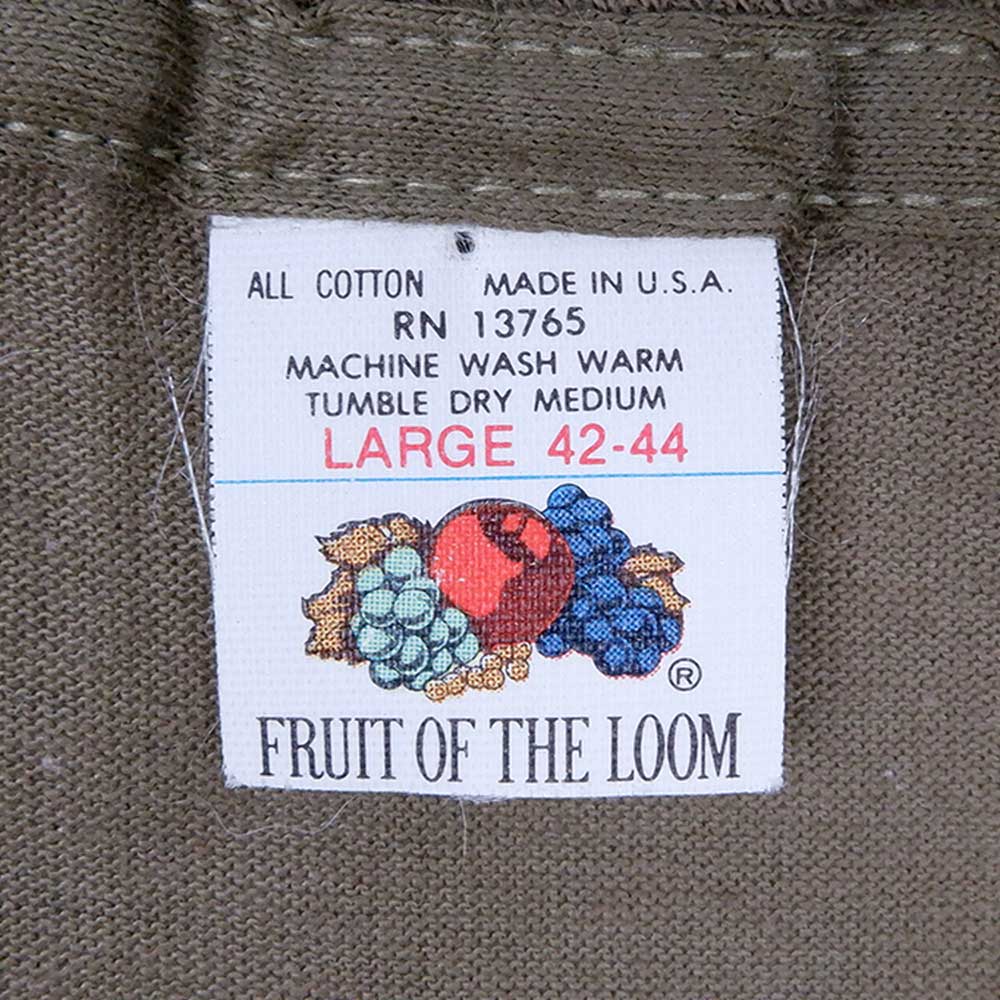 ALL COTTON MADE IN U.S.A.
RN 13765
MACHINE WASH WARM
TUMBLE DRY MEDIUM
LARGE 42-44
®
FRUIT OF THE LOOM